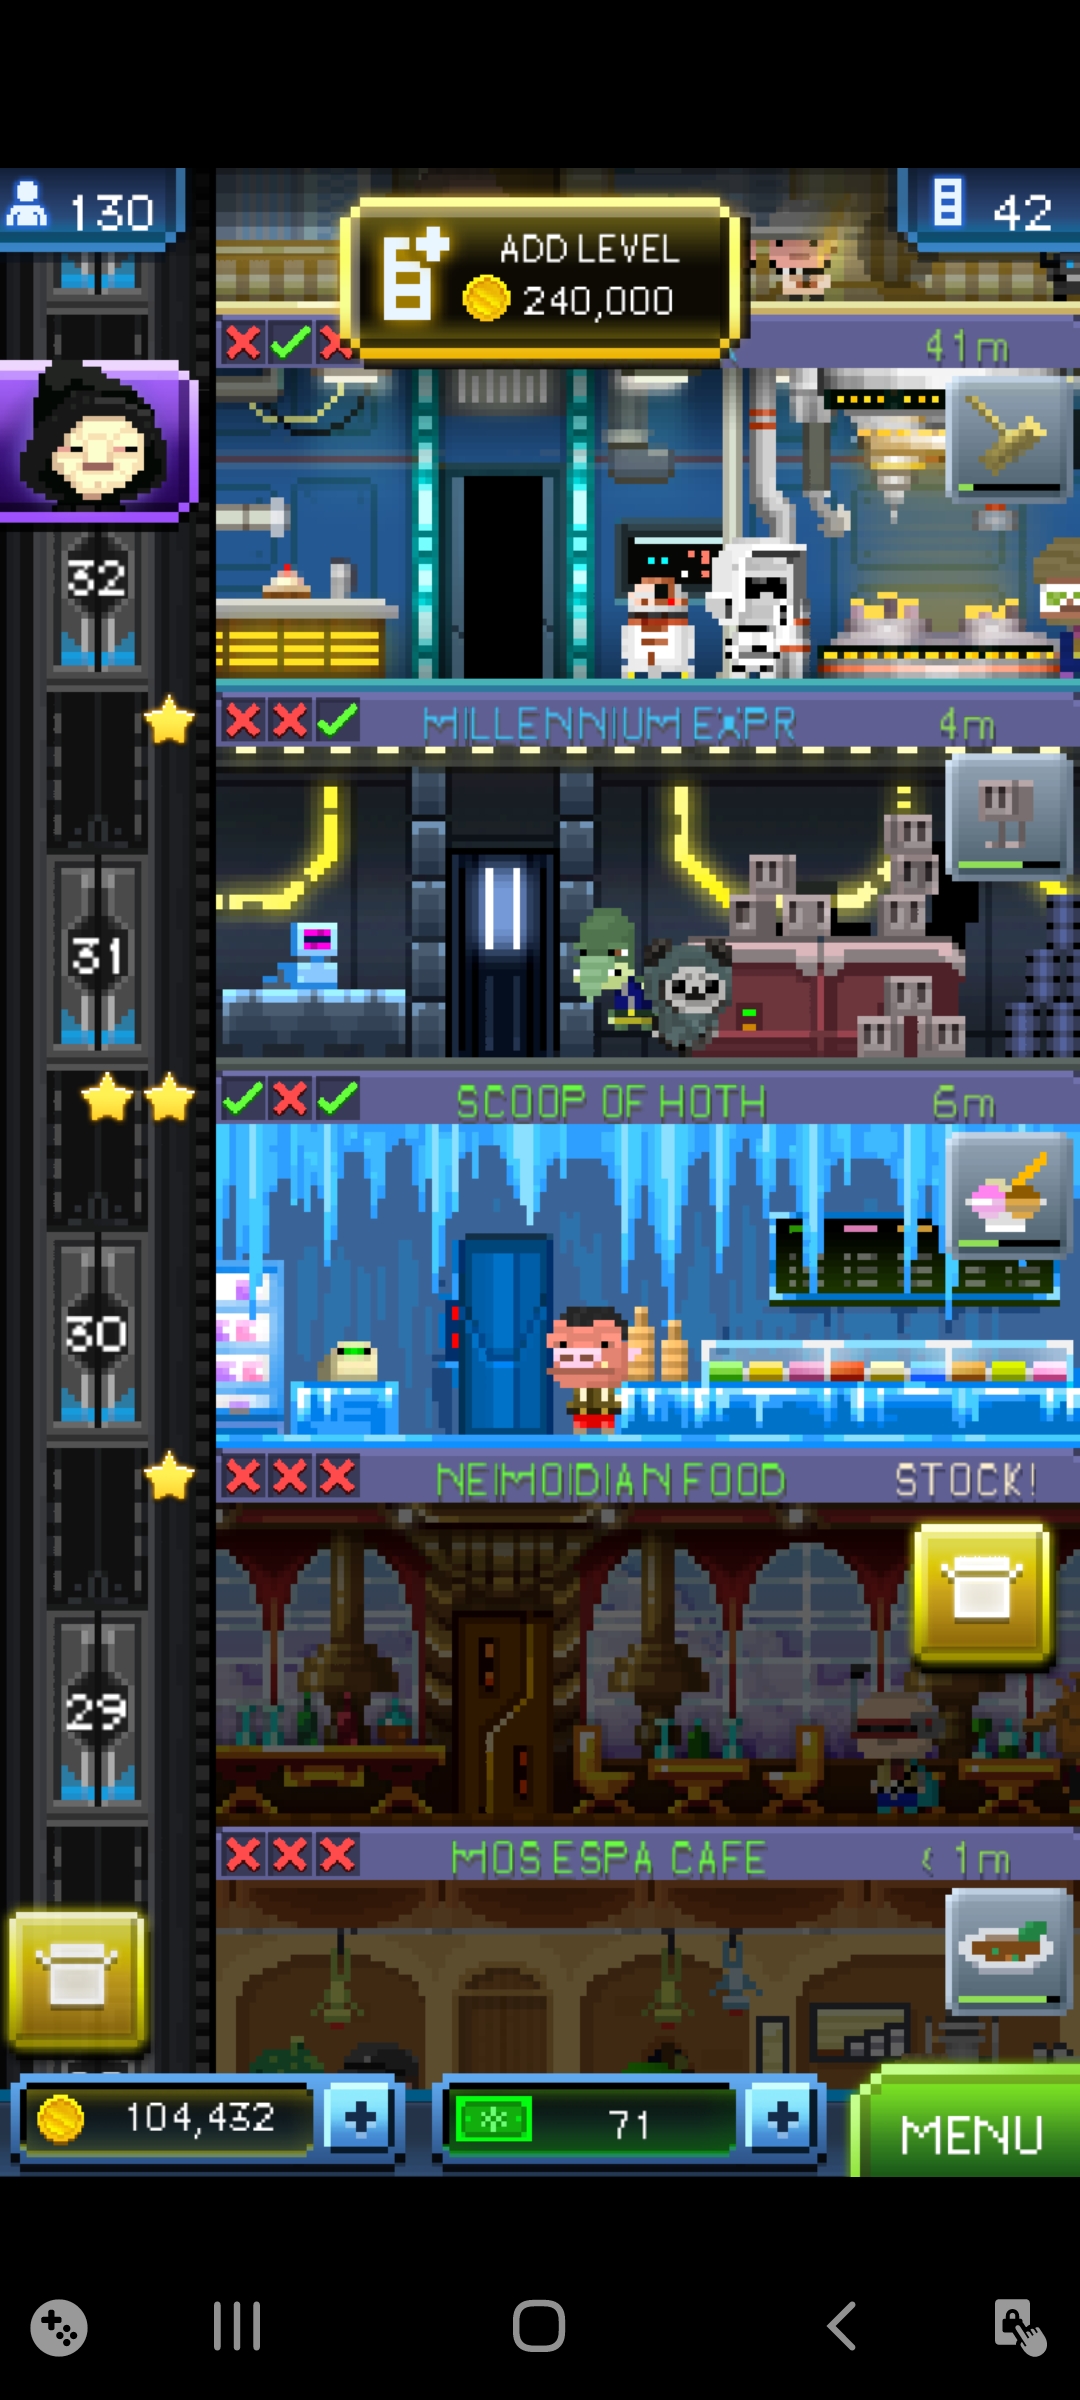 130
ADD LEVEL
240,000
42
41m
32
MILLENNIUM EXPR
4m
31
SCOOP OF HOTH
6m
30
NEIMOIDIAN FOOD
STOCK!
29
MOS ESPA CAFE
< 1m
104,432
71
MENU